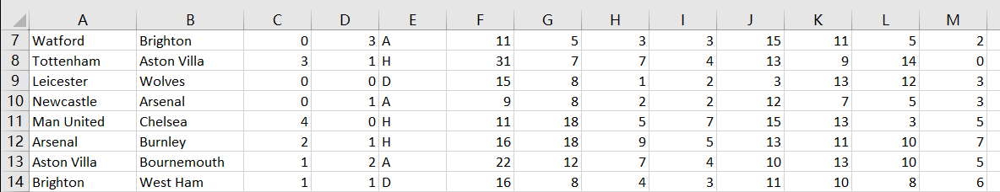 A B C D E F G H I J K L M
7 Watford Brighton 0 3 A 11 5 3 3 15 11 5 2
8 Tottenham Aston Villa 3 1 H 31 7 7 4 13 9 14 0
9 Leicester Wolves 0 0 D 15 8 1 2 3 13 12 3
10 Newcastle Arsenal 0 1 A 9 8 2 2 12 7 5 3
11 Man United Chelsea 4 0 H 11 18 5 7 15 13 3 5
12 Arsenal Burnley 2 1 H 16 18 9 5 13 11 10 7
13 Aston Villa Bournemouth 1 2 A 22 12 7 4 10 13 10 5
14 Brighton West Ham 1 1 D 16 8 4 3 11 10 8 6